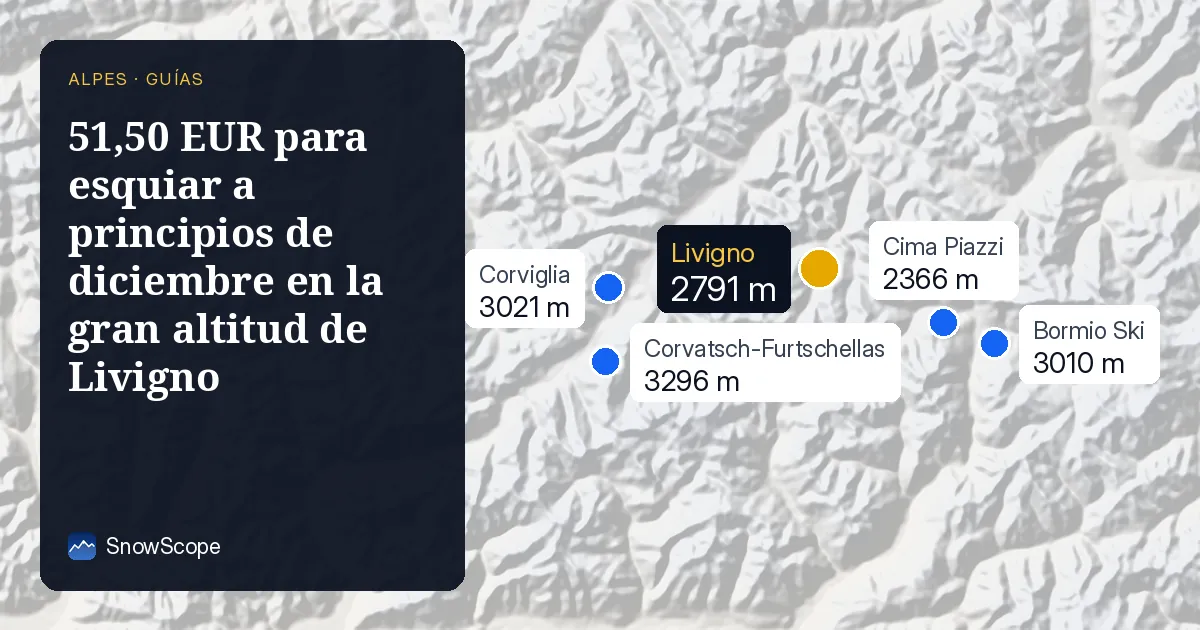 ALPES · GUÍAS
51,50 EUR para
esquiar a
principios de
diciembre en la
gran altitud de
Livigno
SnowScope
Corviglia
3021 m
Livigno
2791 m
Cima Piazzi
2366 m
Corvatsch-Furtschellas
3296 m
Bormio Ski
3010 m